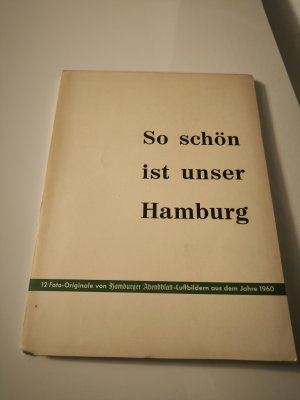 So schön
ist unser
Hamburg
12 Foto-Originale von Hamburger Abendblatt-Luftbildern aus dem Jahre 1960